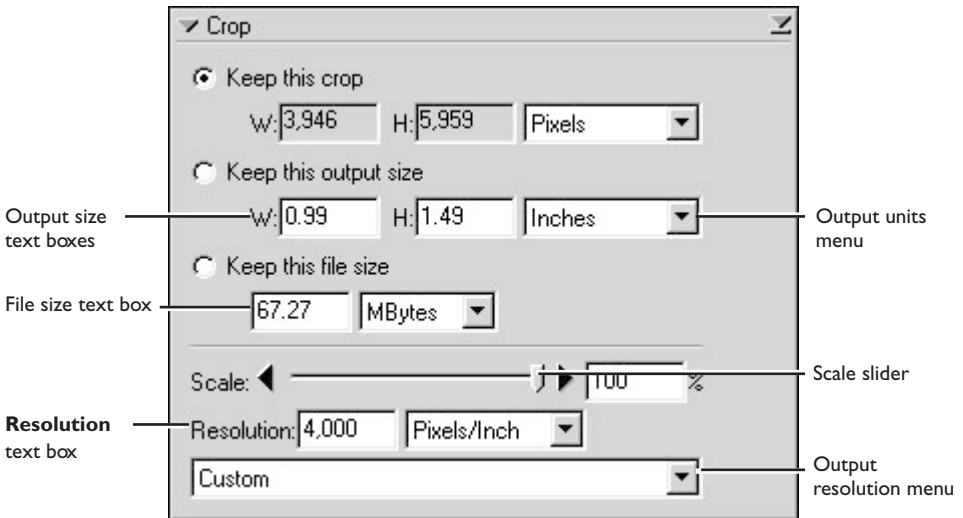 Crop
Keep this crop
W: 3,946 H: 5,959 Pixels
Keep this output size
Output size
text boxes
W: 0.99 H: 1.49 Inches
Output units
menu
Keep this file size
File size text box
67.27 MBytes
Scale: 100 %
Scale slider
Resolution
text box
Resolution: 4,000 Pixels/Inch
Custom
Output
resolution menu